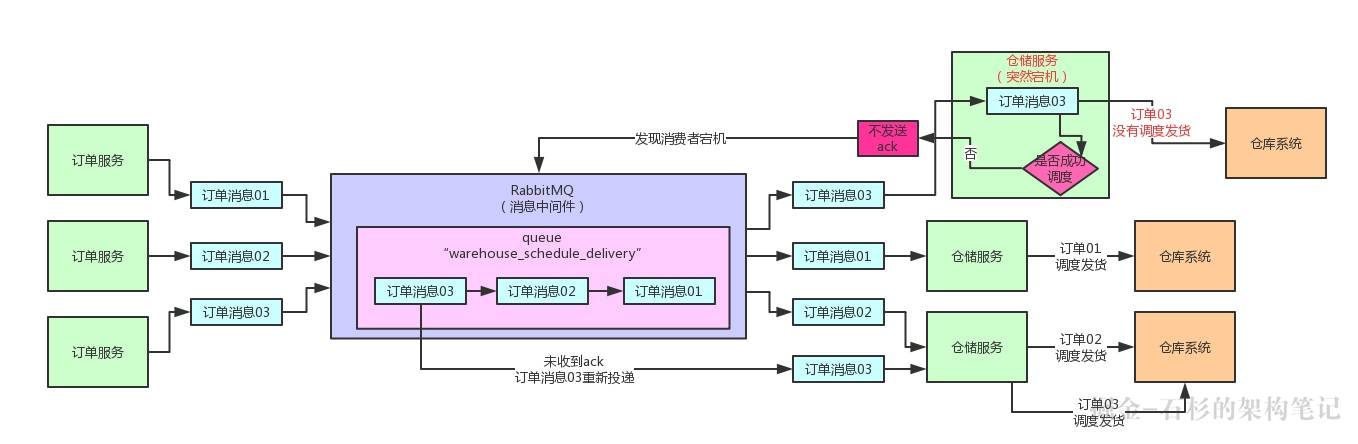 仓储服务
（突然宕机）
订单消息03
不发送
ack
发现消费者宕机
否
是否成功
调度
订单03
没有调度发货
仓库系统
订单服务
订单消息01
RabbitMQ
（消息中间件）
订单消息03
订单服务
订单消息02
queue
“warehouse_schedule_delivery”
订单消息01
仓储服务
订单01
调度发货
仓库系统
订单消息03
订单消息02
订单消息01
订单服务
订单消息03
订单消息02
仓储服务
订单02
调度发货
仓库系统
未收到ack
订单消息03重新投递
订单消息03
订单03
调度发货
金-石杉的架构笔记